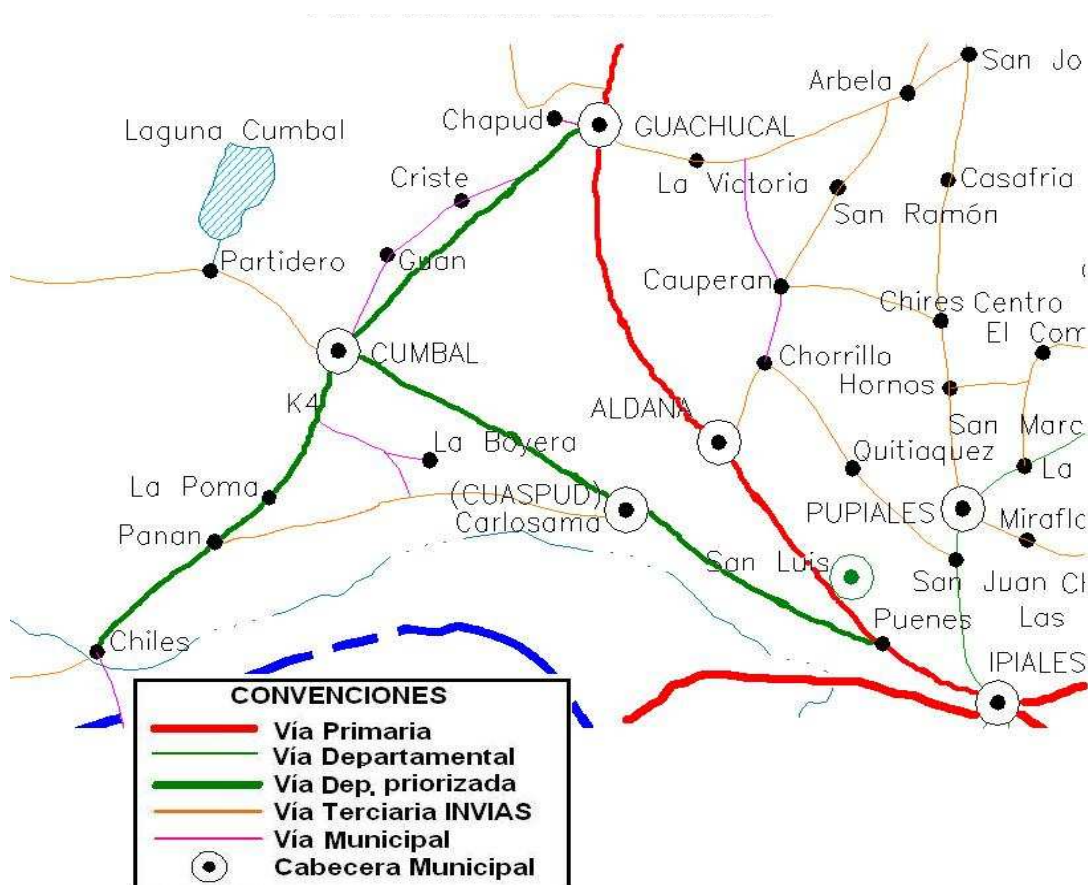 San Jo
Arbela
Chapud
GUACHUCAL
Laguna Cumbal
La Victoria
Criste
Casafria
San Ramón
Partidero
Guan
Cauperan
Chires Centro
El Com
CUMBAL
Chorrillo
Hornos
K4
ALDANA
San Marc
La Boyera
Quitiaquez
La
La Poma
(CUASPUD)
Carlosama
PUPIALES
Miraflo
Panan
San Luis
San Juan Ch
Puenes
Las
Chiles
IPIALES
CONVENCIONES
Vía Primaria
Vía Departamental
Vía Dep. priorizada
Vía Terciaria INVIAS
Vía Municipal
Cabecera Municipal